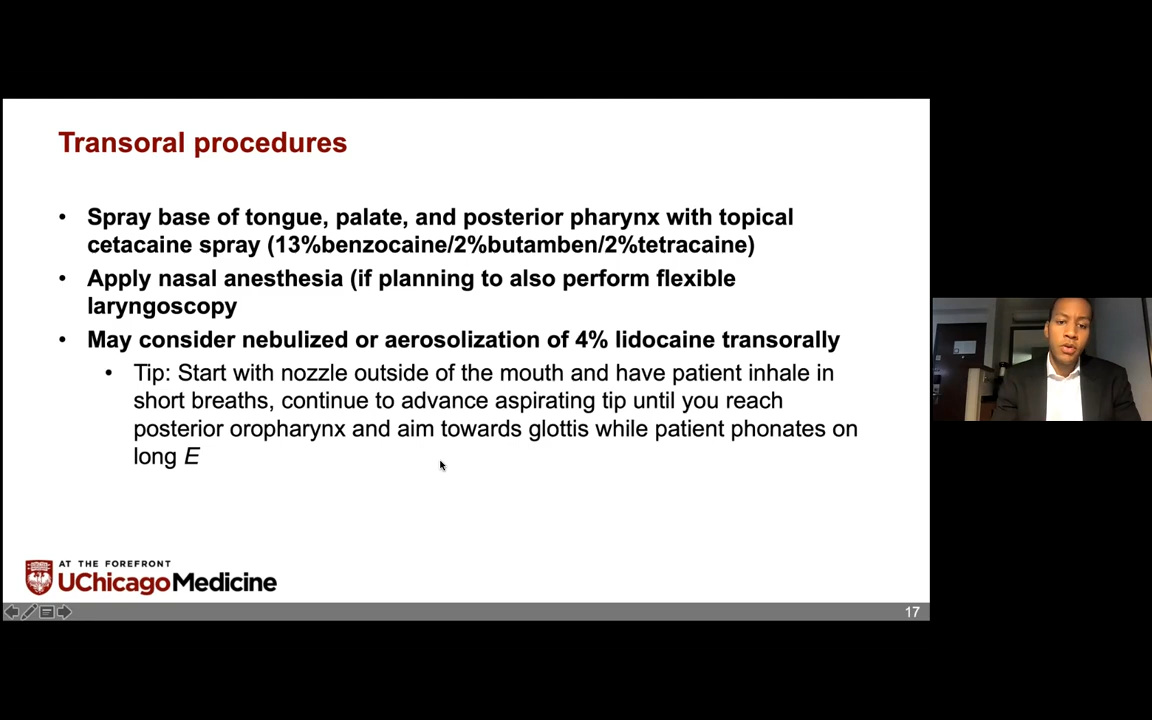 Transoral procedures
• Spray base of tongue, palate, and posterior pharynx with topical
cetacaine spray (13%benzocaine/2%butamben/2%tetracaine)
• Apply nasal anesthesia (if planning to also perform flexible
laryngoscopy
• May consider nebulized or aerosolization of 4% lidocaine transorally
• Tip: Start with nozzle outside of the mouth and have patient inhale in
short breaths, continue to advance aspirating tip until you reach
posterior oropharynx and aim towards glottis while patient phonates on
long E
AT THE FOREFRONT
UChicagoMedicine
17